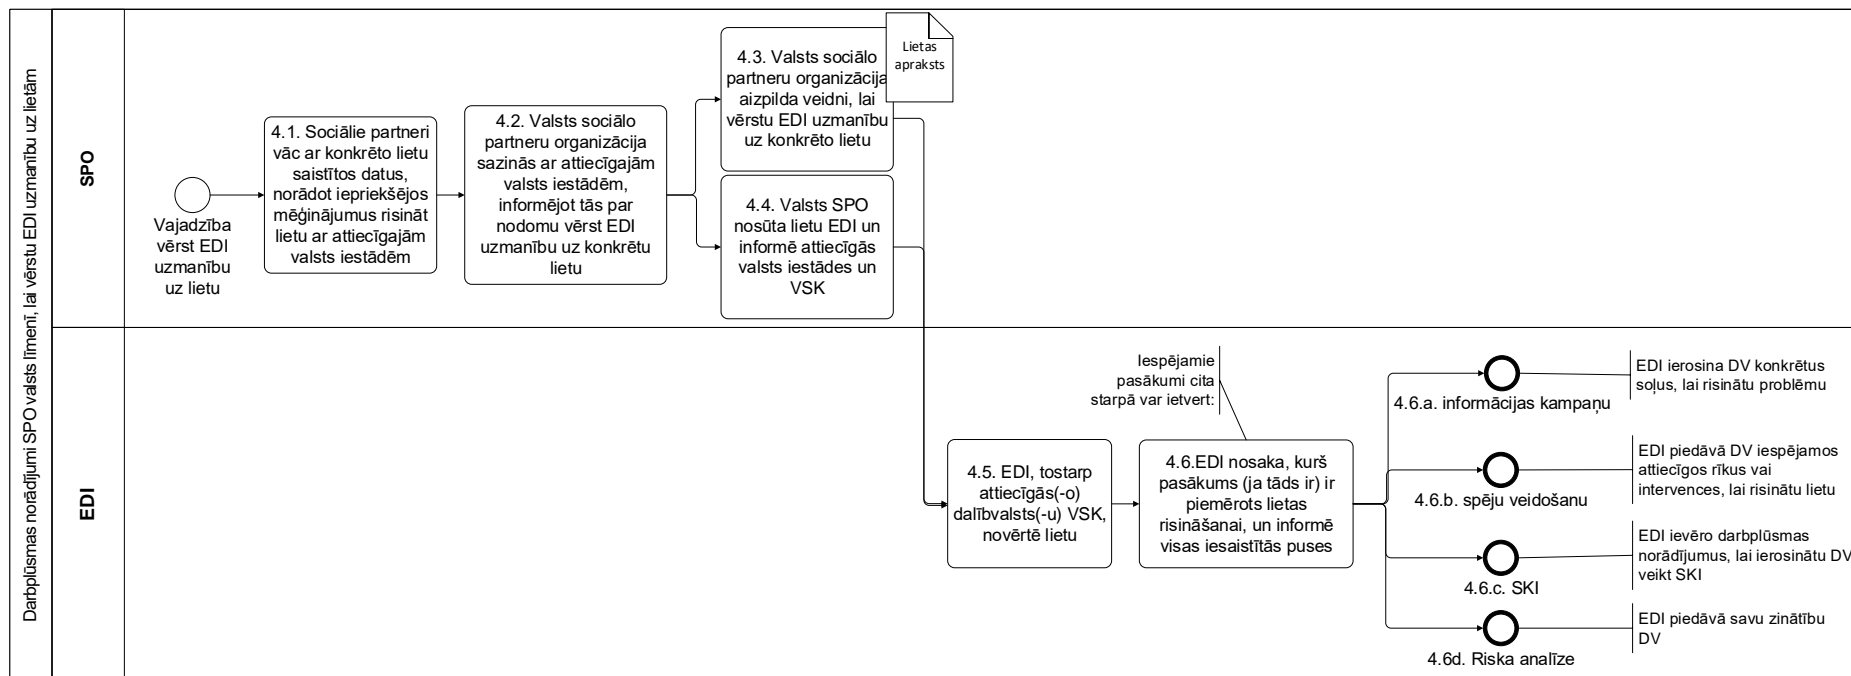 Darbplūsmas norādījumi SPO valsts līmenī, lai vērstu EDI uzmanību uz lietām
SPO
Vajadzība
vērst EDI
uzmanību
uz lietu
4.1. Sociālie partneri
vāc ar konkrēto lietu
saistītos datus,
norādot iepriekšējos
mēģinājumus risināt
lietu ar attiecīgajām
valsts iestādēm
4.2. Valsts sociālo
partneru organizācija
sazinās ar attiecīgajām
valsts iestādēm,
informējot tās par
nodomu vērst EDI
uzmanību uz konkrētu
lietu
4.3. Valsts sociālo
partneru organizācija
aizpilda veidni, lai
vērstu EDI uzmanību
uz konkrēto lietu
Lietas
apraksts
4.4. Valsts SPO
nosūta lietu EDI un
informē attiecīgās
valsts iestādes un
VSK
EDI
4.5. EDI, tostarp
attiecīgās(-o)
dalībvalsts(-u) VSK,
novērtē lietu
Iespējamie
pasākumi cita
starpā var ietvert:
4.6.EDI nosaka, kurš
pasākums (ja tāds ir) ir
piemērots lietas
risināšanai, un informē
visas iesaistītās puses
4.6.a. informācijas kampaņu
EDI ierosina DV konkrētus
soļus, lai risinātu problēmu
4.6.b. spēju veidošanu
EDI piedāvā DV iespējamos
attiecīgos rīkus vai
intervences, lai risinātu lietu
4.6.c. SKI
EDI ievēro darbplūsmas
norādījumus, lai ierosinātu DV
veikt SKI
4.6d. Riska analīze
EDI piedāvā savu zinātību
DV